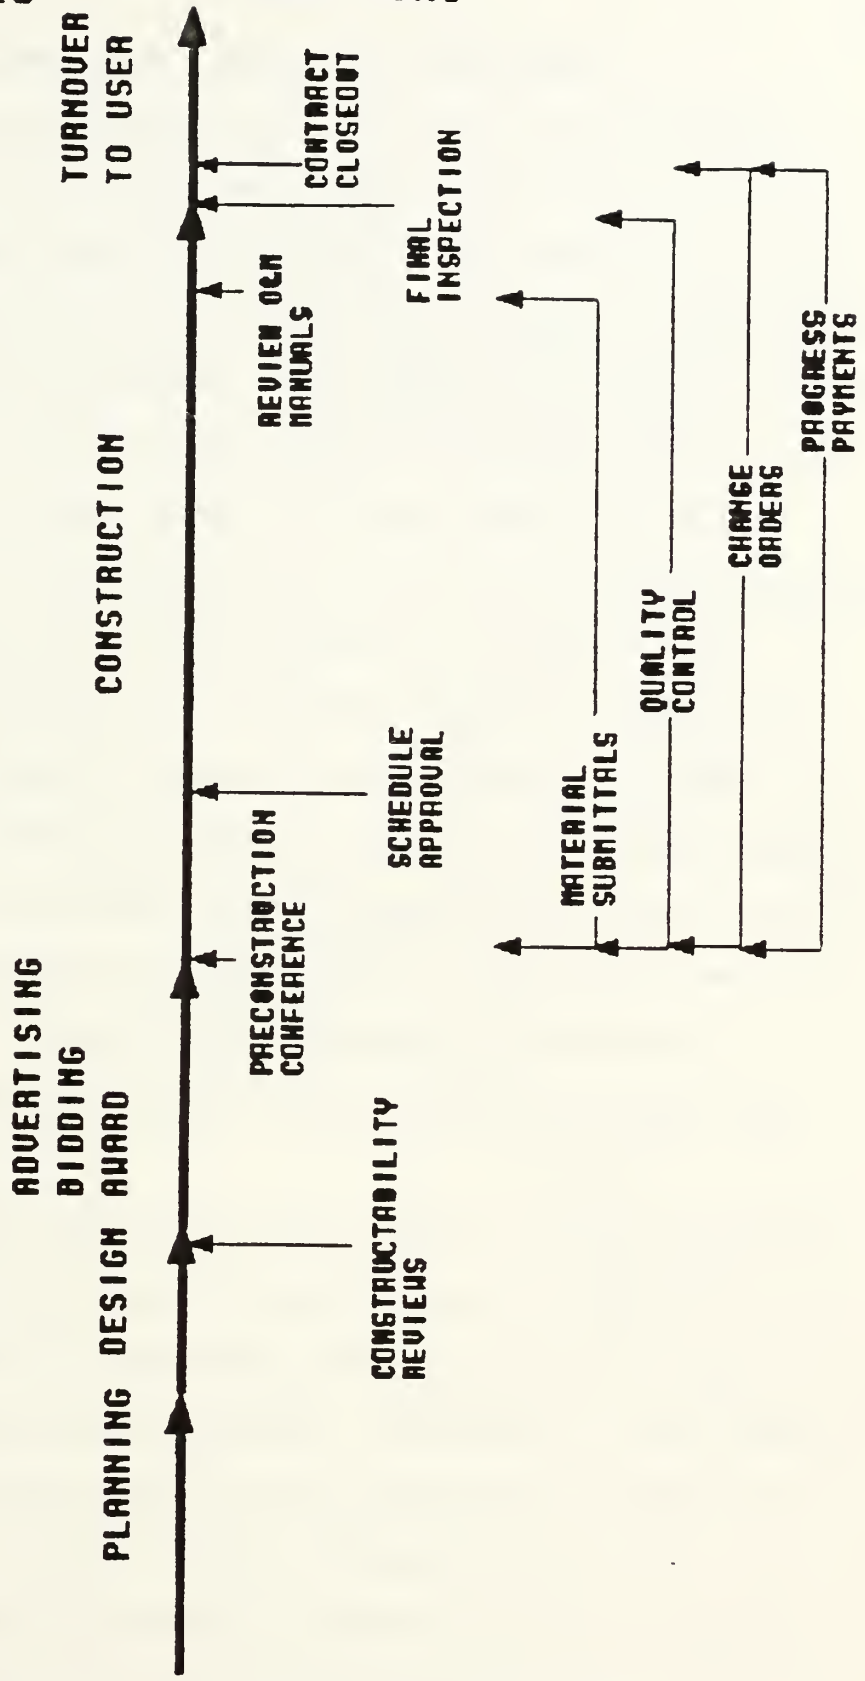 ADVERTISING
BIDDING
PLANNING DESIGN AWARD
CONSTRUCTION
TURNOVER
TO USER
PRECONSTRUCTION
CONFERENCE
REVIEW O&M
MANUALS
CONTRACT
CLOSEOUT
CONSTRUCTABILITY
REVIEWS
SCHEDULE
APPROVAL
FINAL
INSPECTION
MATERIAL
SUBMITTALS
QUALITY
CONTROL
CHANGE
ORDERS
PROGRESS
PAYMENTS